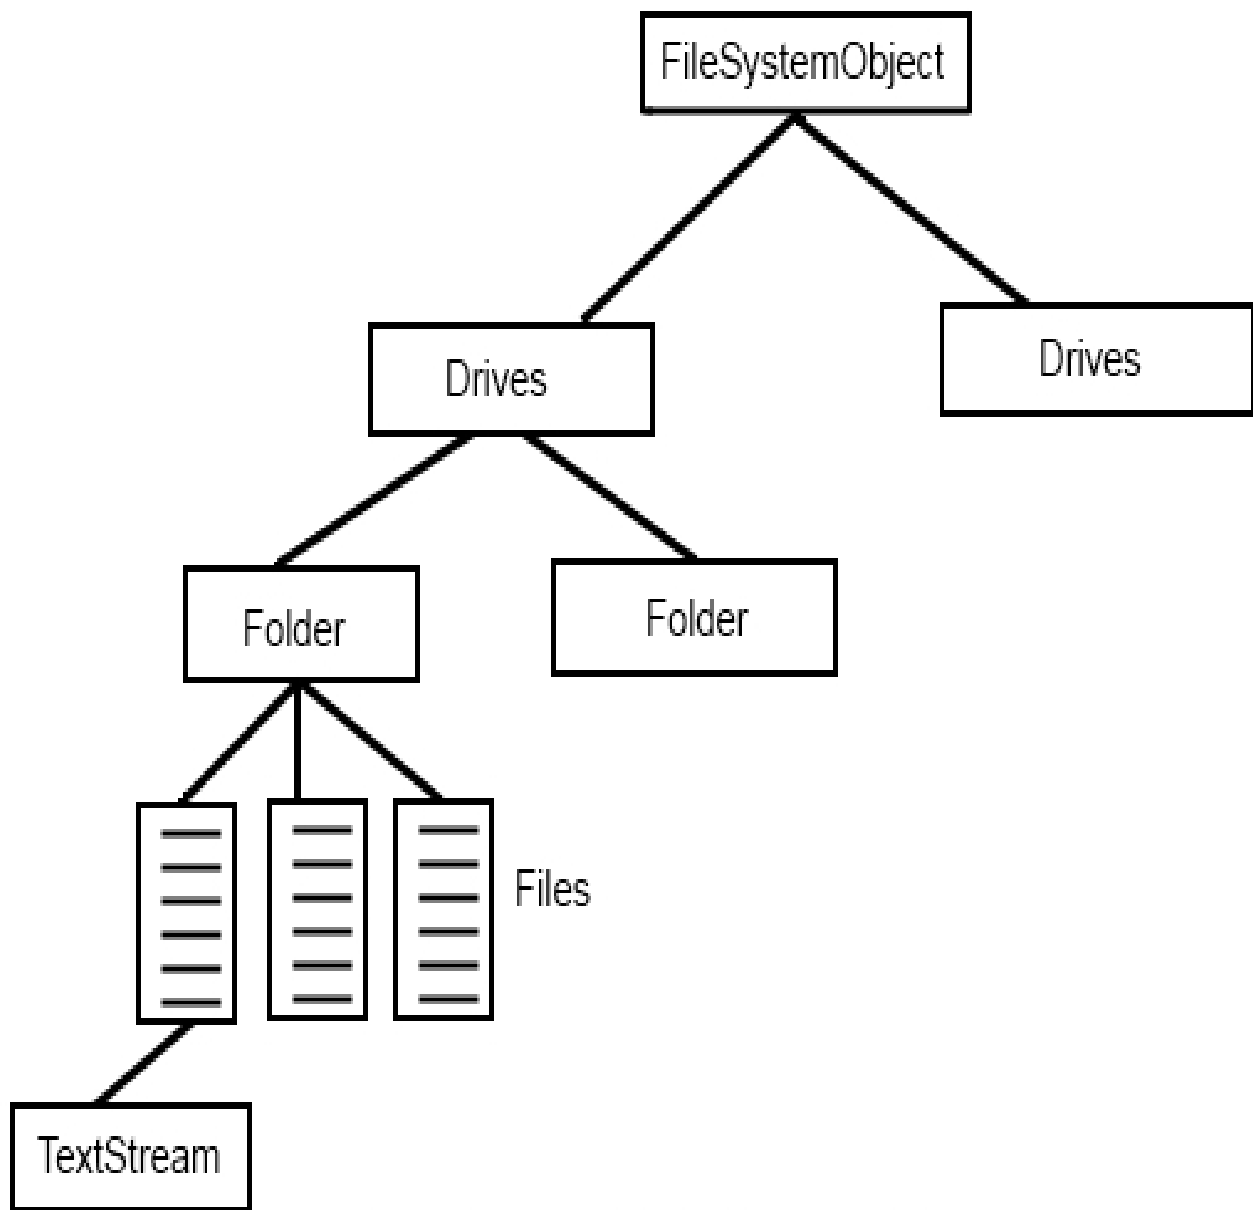 FileSystemObject
Drives
Drives
Folder
Folder
Files
TextStream